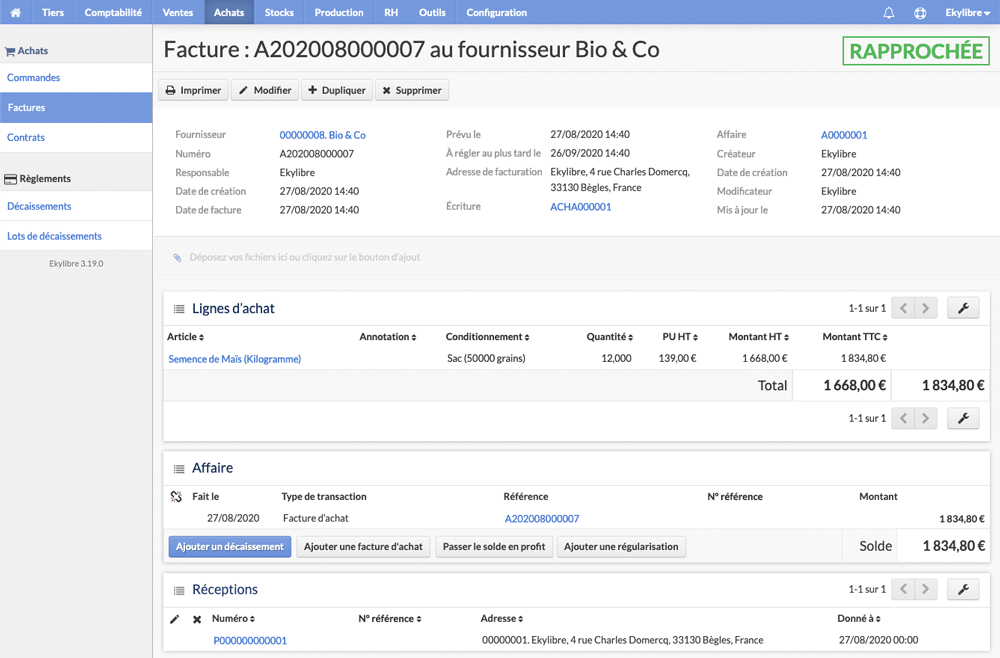 Tiers Comptabilité Ventes Achats Stocks Production RH Outils Configuration Ekylibre
Achats
Commandes
Factures
Contrats
Règlements
Décaissements
Lots de décaissements
Ekylibre 3.19.0
Facture : A202008000007 au fournisseur Bio & Co
RAPPROCHÉE
Imprimer Modifier Dupliquer Supprimer
Fournisseur 00000008. Bio & Co
Numéro A202008000007
Responsable Ekylibre
Date de création 27/08/2020 14:40
Date de facture 27/08/2020 14:40
Prévu le 27/08/2020 14:40
À régler au plus tard le 26/09/2020 14:40
Adresse de facturation Ekylibre, 4 rue Charles Domercq,
33130 Bègles, France
Écriture ACHA000001
Affaire A0000001
Créateur Ekylibre
Date de création 27/08/2020 14:40
Modificateur Ekylibre
Mis à jour le 27/08/2020 14:40
Déposez vos fichiers ici ou cliquez sur le bouton d'ajout
Lignes d'achat 1-1 sur 1
Article Annotation Conditionnement Quantité PU HT Montant HT Montant TTC
Semence de Maïs (Kilogramme) Sac (50000 grains) 12,000 139,00 € 1 668,00 € 1 834,80 €
Total 1 668,00 € 1 834,80 €
1-1 sur 1
Affaire
Fait le Type de transaction Référence N° référence Montant
27/08/2020 Facture d'achat A202008000007 1 834,80 €
Ajouter un décaissement Ajouter une facture d'achat Passer le solde en profit Ajouter une régularisation Solde 1 834,80 €
Réceptions 1-1 sur 1
Numéro N° référence Adresse Donné à
P000000000001 00000001. Ekylibre, 4 rue Charles Domercq, 33130 Bègles, France 27/08/2020 00:00